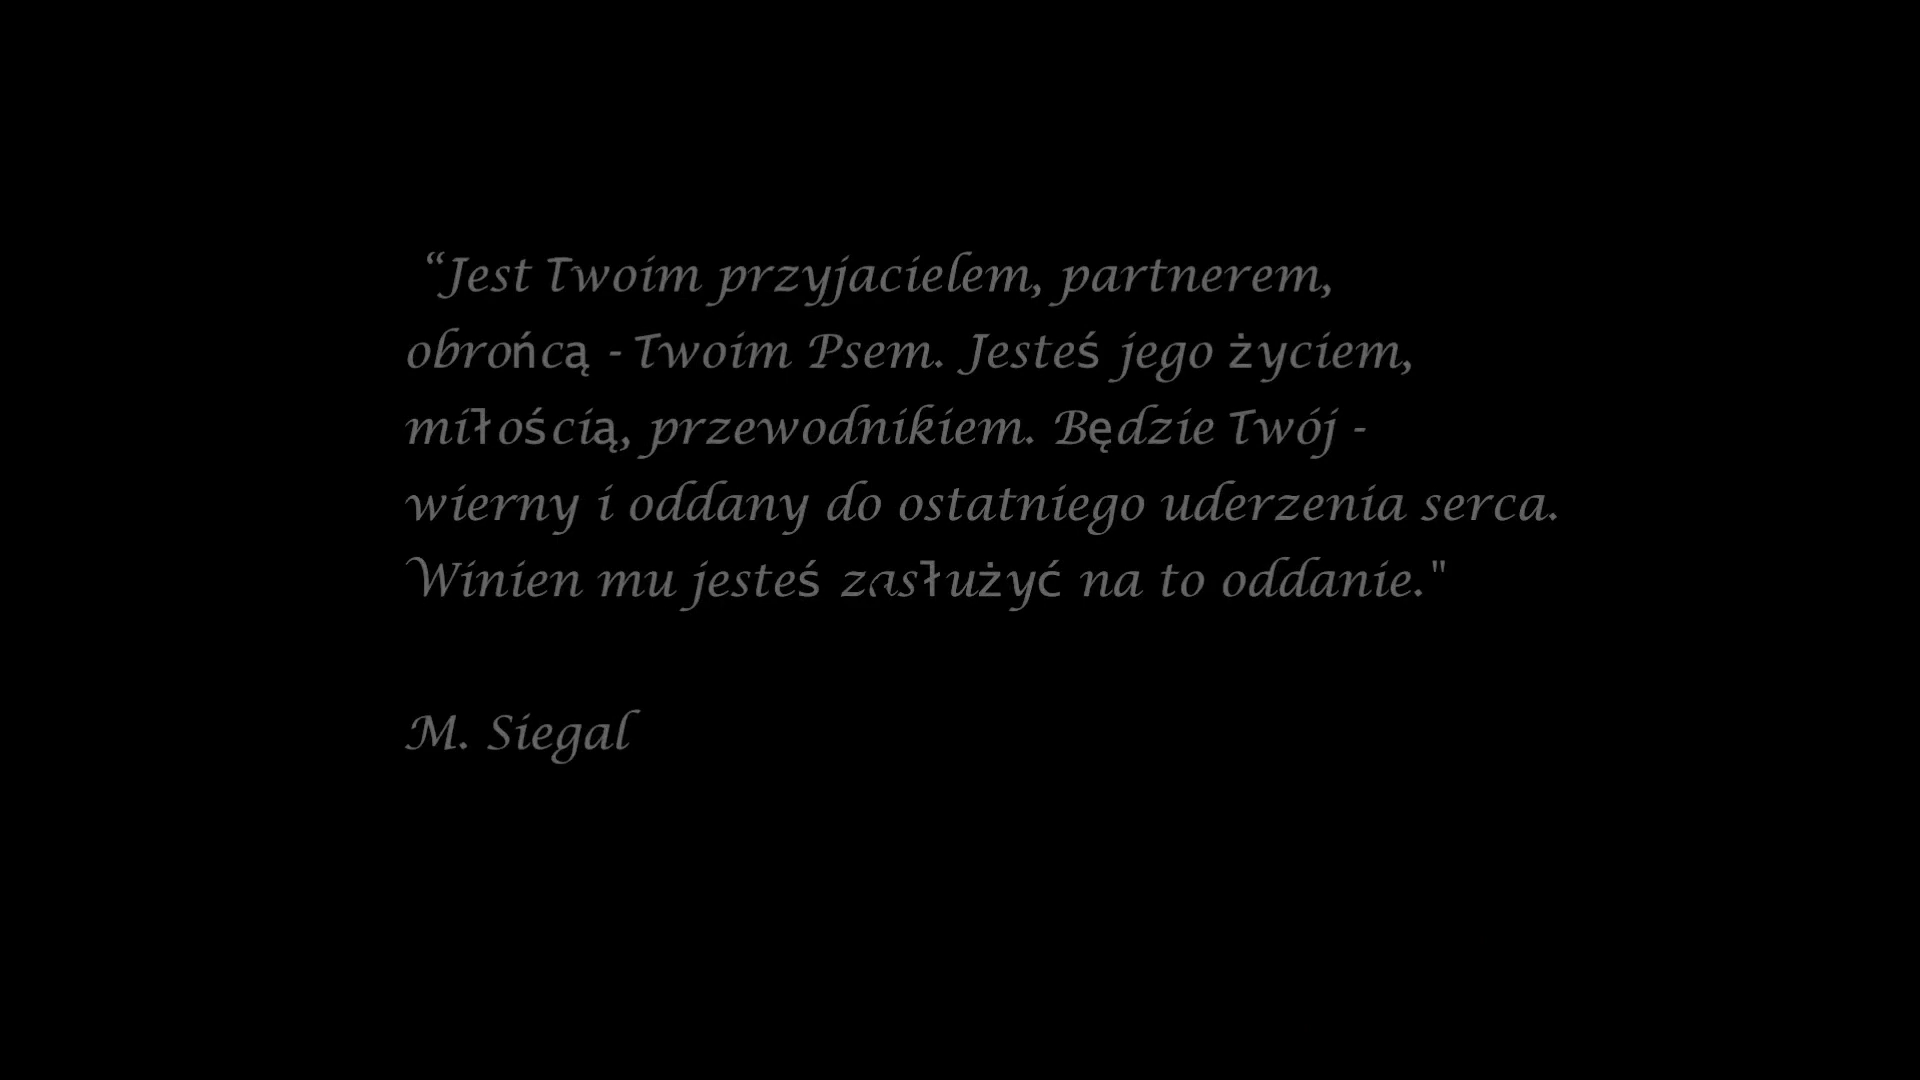 “Jest Twoim przyjacielem, partnerem,
obrońcą - Twoim Psem. Jesteś jego życiem,
miłością, przewodnikiem. Będzie Twój -
wierny i oddany do ostatniego uderzenia serca.
Winien mu jesteś zasłużyć na to oddanie."
M. Siegal